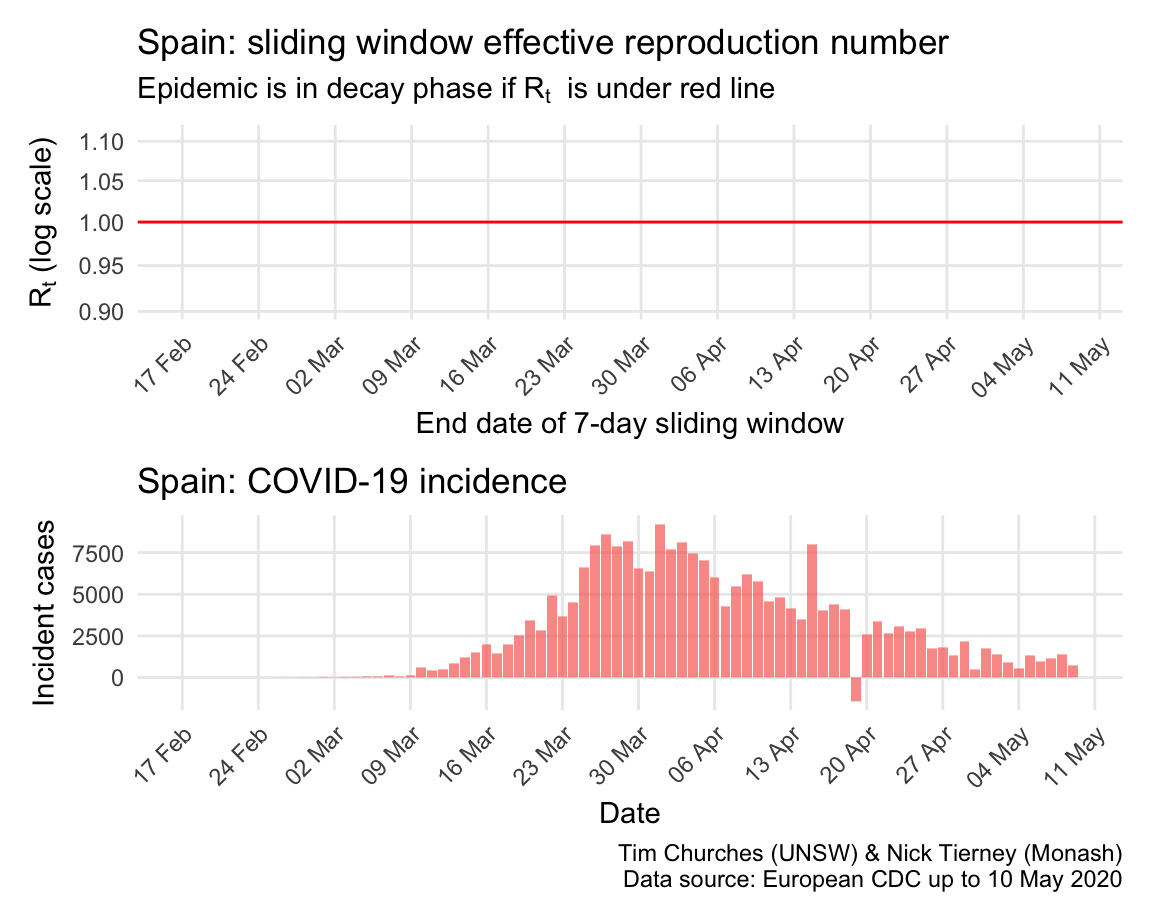 Spain: sliding window effective reproduction number
Epidemic is in decay phase if Rt is under red line
Rt (log scale)
1.10
1.05
1.00
0.95
0.90
17 Feb
24 Feb
02 Mar
09 Mar
16 Mar
23 Mar
30 Mar
06 Apr
13 Apr
20 Apr
27 Apr
04 May
11 May
End date of 7-day sliding window
Spain: COVID-19 incidence
Incident cases
7500
5000
2500
0
17 Feb
24 Feb
02 Mar
09 Mar
16 Mar
23 Mar
30 Mar
06 Apr
13 Apr
20 Apr
27 Apr
04 May
11 May
Date
Tim Churches (UNSW) & Nick Tierney (Monash)
Data source: European CDC up to 10 May 2020